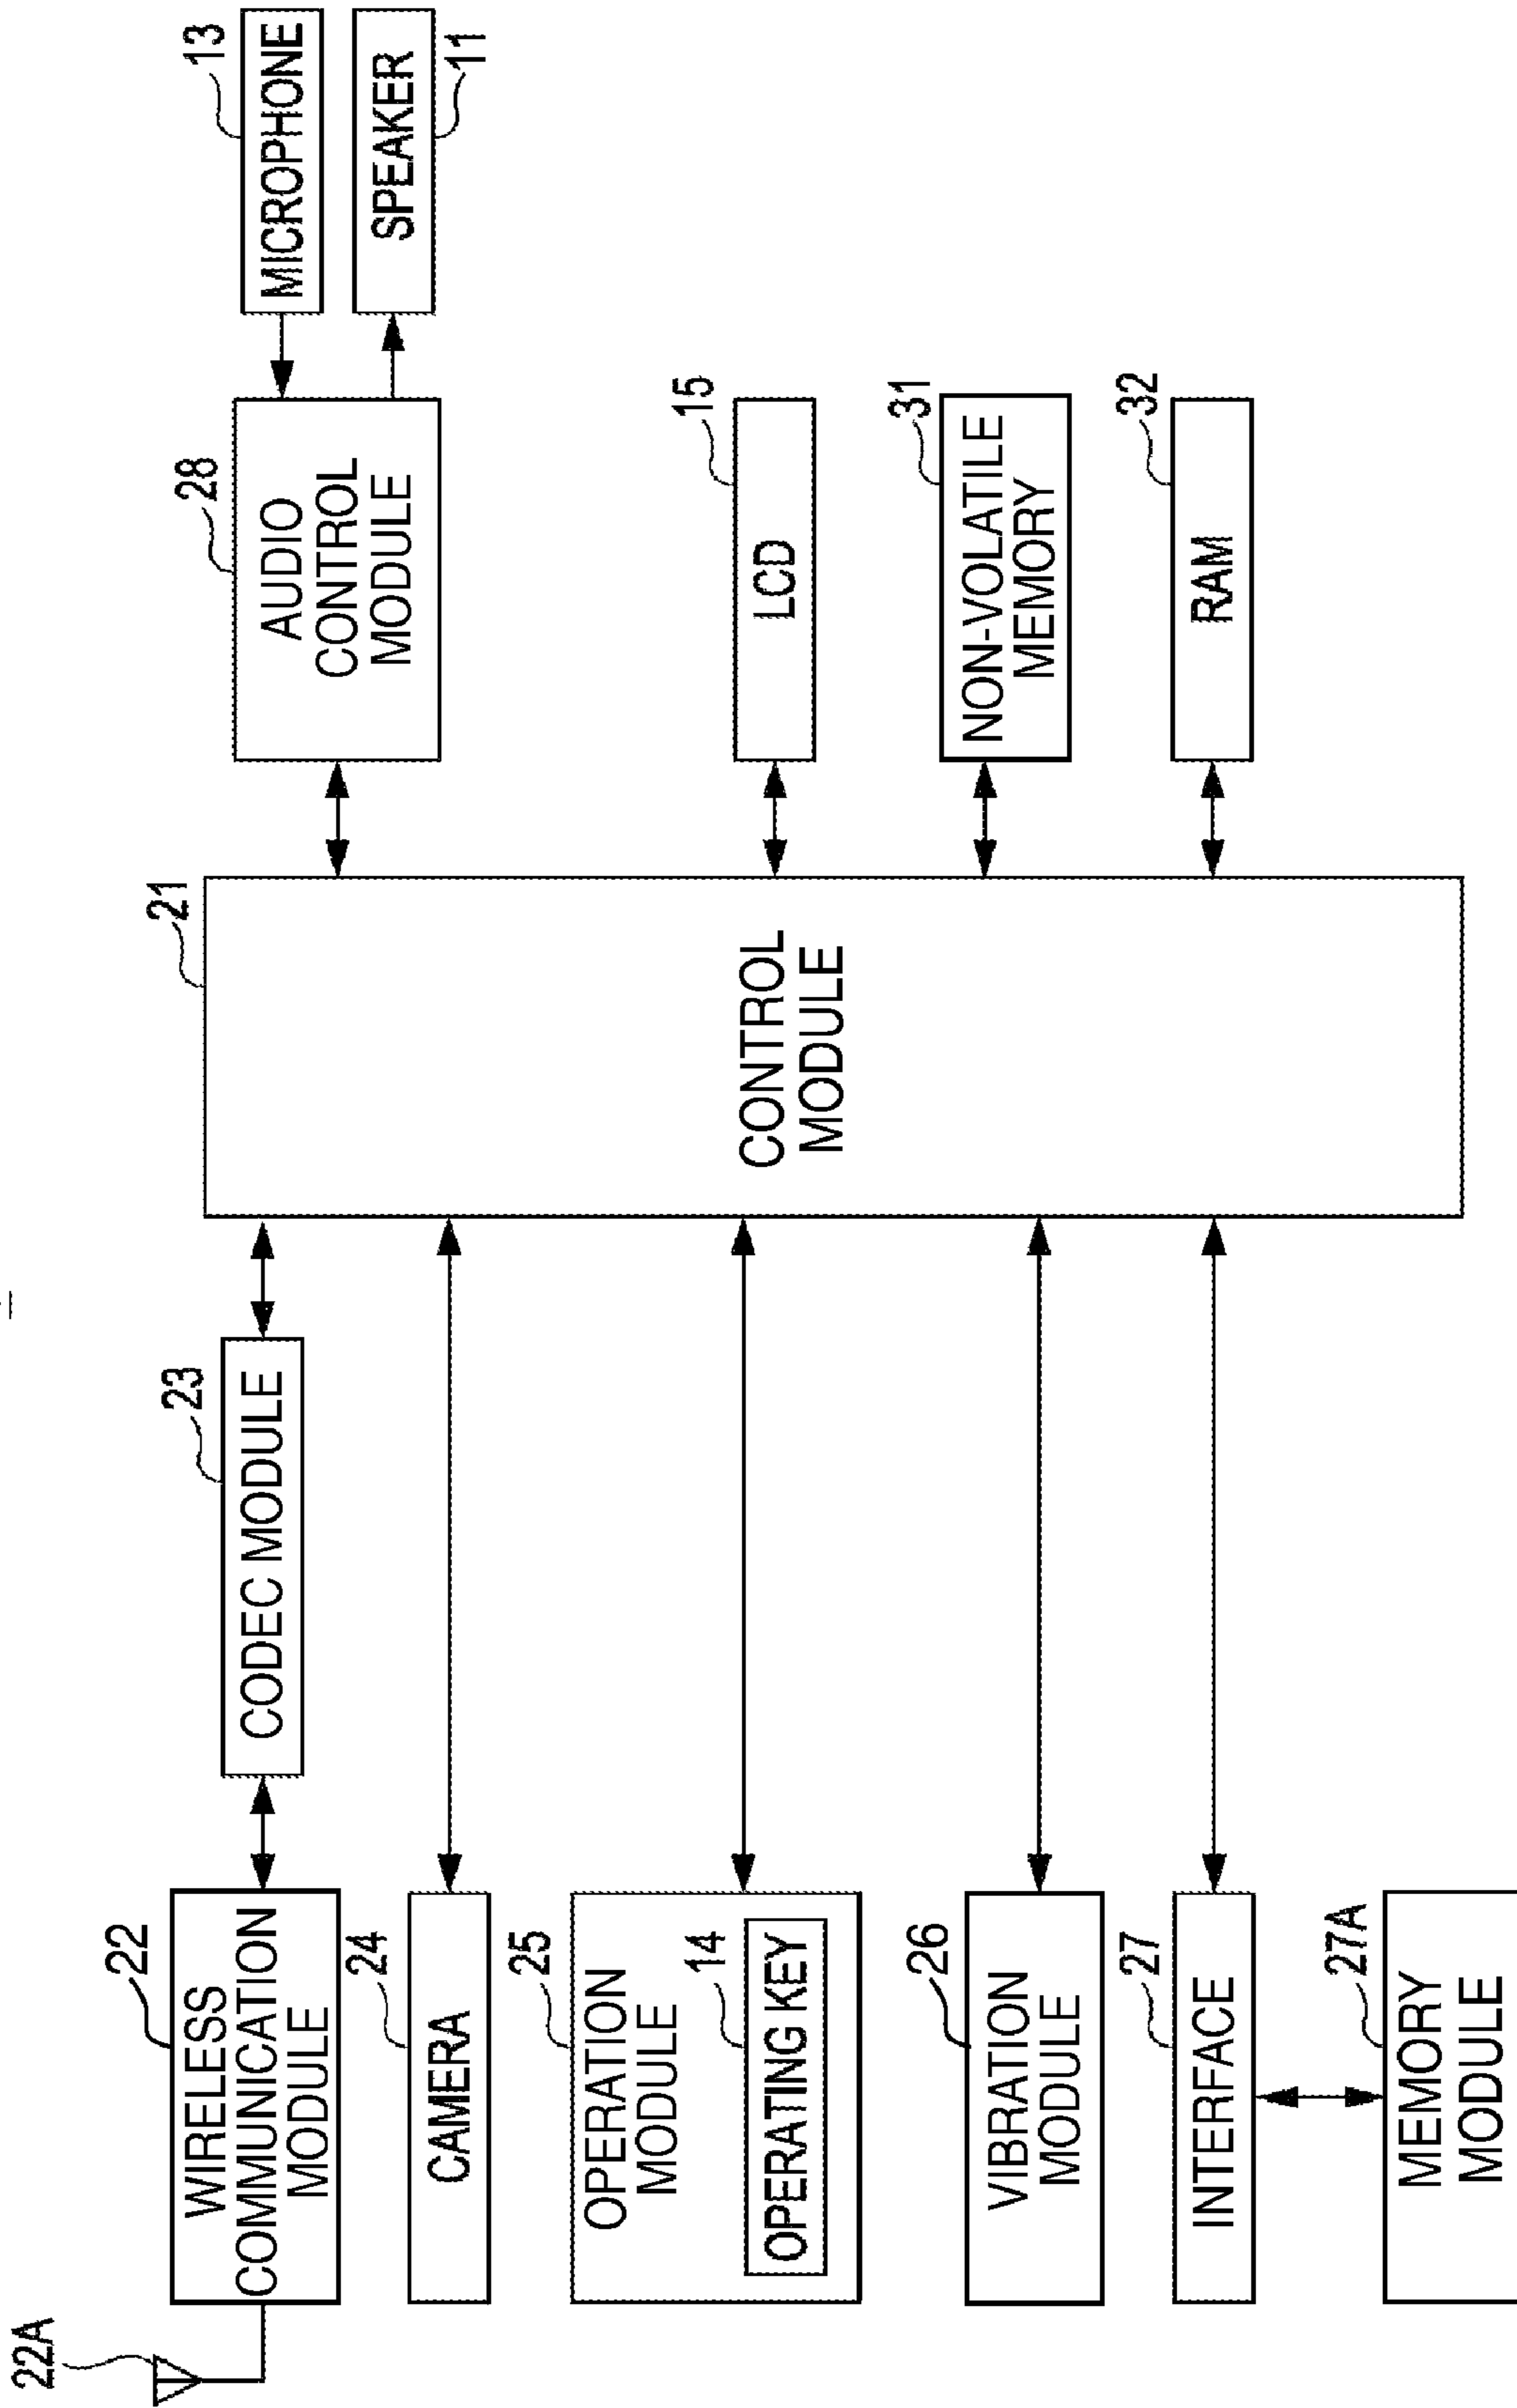 22A
22
WIRELESS
COMMUNICATION
MODULE
23
CODEC MODULE
21
CONTROL
MODULE
28
AUDIO
CONTROL
MODULE
13
MICROPHONE
SPEAKER
11
24
CAMERA
25
OPERATION
MODULE
14
OPERATING KEY
15
LCD
26
VIBRATION
MODULE
31
NON-VOLATILE
MEMORY
27
INTERFACE
32
RAM
27A
MEMORY
MODULE